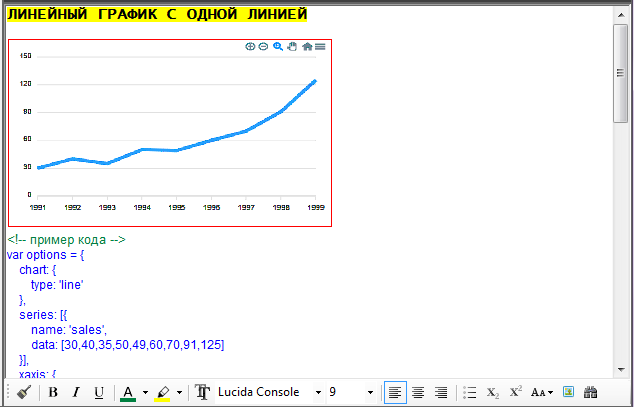 ЛИНЕЙНЫЙ ГРАФИК С ОДНОЙ ЛИНИЕЙ
150
120
90
60
30
0
1991 1992 1993 1994 1995 1996 1997 1998 1999
<!-- пример кода -->
var options = {
chart: {
type: 'line'
},
series: [{
name: 'sales',
data: [30,40,35,50,49,60,70,91,125]
}],
xaxis: {
B I U A Lucida Console 9 X₂ X² AA